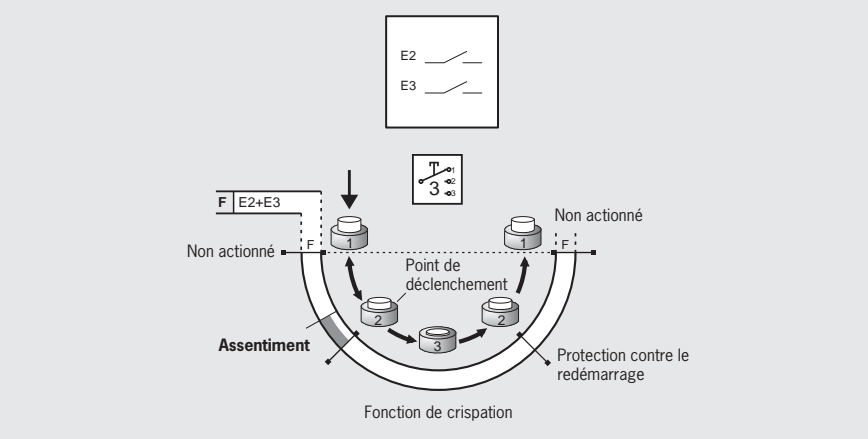 E2
E3
1
2
3
3
F E2+E3
Non actionné
Non actionné
F
1
1
F
Point de
déclenchement
2
2
3
Assentiment
Protection contre le
redémarrage
Fonction de crispation